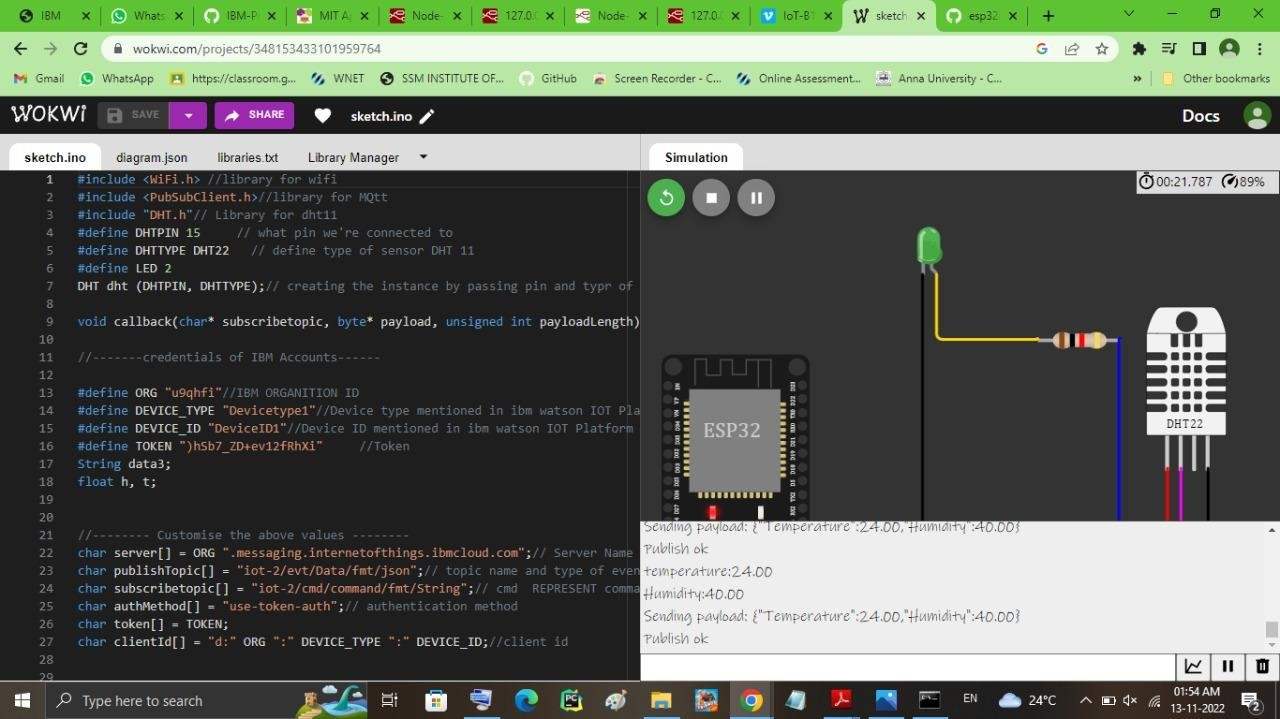 IBM
Whats
IBM-P
MIT A
Node-
127.0.
Node-
127.0.
IoT-B1
sketch
esp32
wokwi.com/projects/348153433101959764
Gmail
WhatsApp
https://classroom.g...
WNET
SSM INSTITUTE OF...
GitHub
Screen Recorder - C...
Online Assessment...
Anna University - C...
»
Other bookmarks
WOKWI
SAVE
SHARE
sketch.ino
Docs
sketch.ino
diagram.json
libraries.txt
Library Manager
Simulation
1 #include <WiFi.h> //library for wifi
2 #include <PubSubClient.h>//library for MQtt
3 #include "DHT.h"// Library for dht11
4 #define DHTPIN 15 // what pin we're connected to
5 #define DHTTYPE DHT22 // define type of sensor DHT 11
6 #define LED 2
7 DHT dht (DHTPIN, DHTTYPE);// creating the instance by passing pin and typr of
8
9 void callback(char* subscribetopic, byte* payload, unsigned int payloadLength)
10
11 //-------credentials of IBM Accounts------
12
13 #define ORG "u9qhfi"//IBM ORGANITION ID
14 #define DEVICE_TYPE "Devicetype1"//Device type mentioned in ibm watson IOT Pla
15 #define DEVICE_ID "DeviceID1"//Device ID mentioned in ibm watson IOT Platform
16 #define TOKEN ")hSb7_ZD+ev12fRhXi" //Token
17 String data3;
18 float h, t;
19
20
21 //-------- Customise the above values --------
22 char server[] = ORG ".messaging.internetofthings.ibmcloud.com";// Server Name
23 char publishTopic[] = "iot-2/evt/Data/fmt/json";// topic name and type of even
24 char subscribetopic[] = "iot-2/cmd/command/fmt/String";// cmd REPRESENT comma
25 char authMethod[] = "use-token-auth";// authentication method
26 char token[] = TOKEN;
27 char clientId[] = "d:" ORG ":" DEVICE_TYPE ":" DEVICE_ID;//client id
28
29
00:21.787
89%
ESP32
DHT22
Sending payload: {"Temperature":24.00,"Humidity":40.00}
Publish ok
temperature:24.00
Humidity:40.00
Sending payload: {"Temperature":24.00,"Humidity":40.00}
Publish ok
Type here to search
EN
24°C
01:54 AM
13-11-2022
2